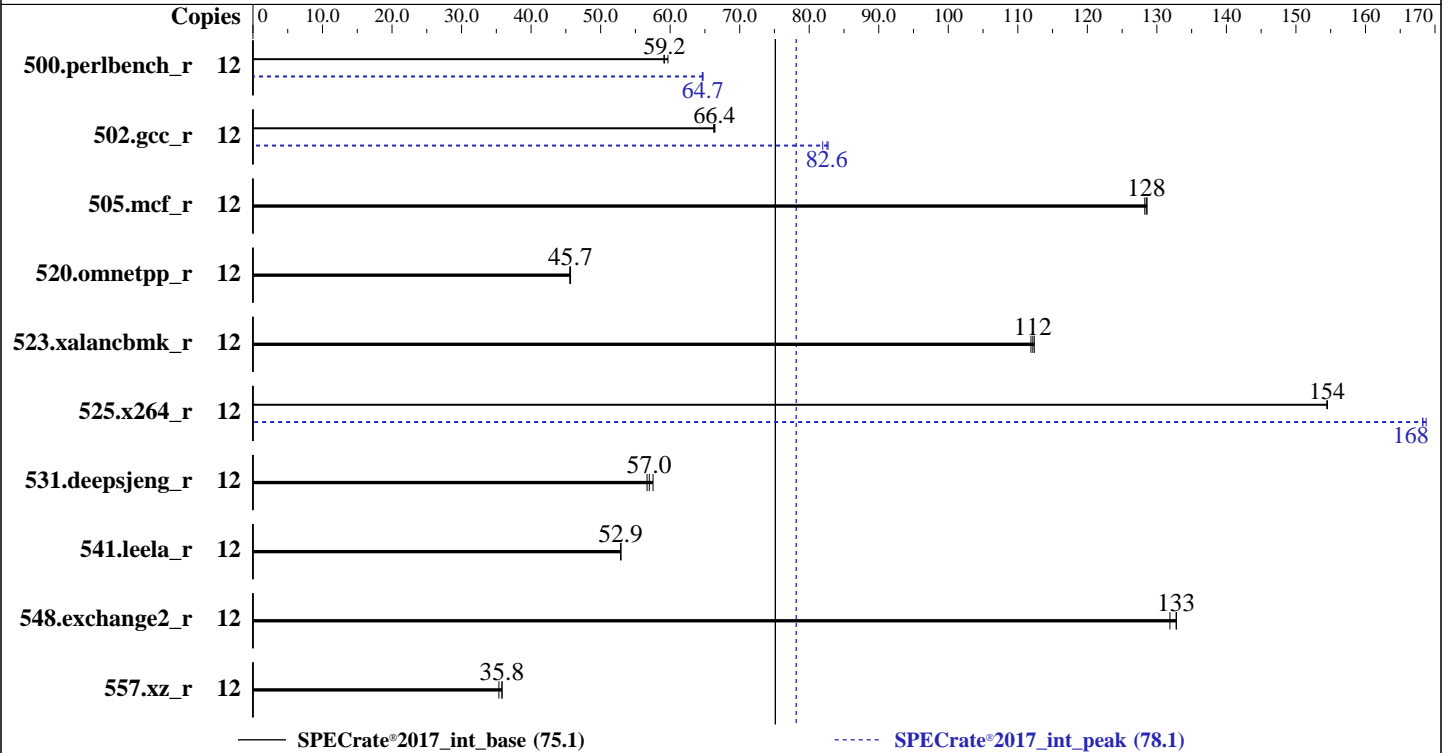 Copies 0 10.0 20.0 30.0 40.0 50.0 60.0 70.0 80.0 90.0 100 110 120 130 140 150 160 170
59.2
500.perlbench_r 12
64.7
66.4
502.gcc_r 12
82.6
128
505.mcf_r 12
45.7
520.omnetpp_r 12
112
523.xalancbmk_r 12
154
525.x264_r 12
168
57.0
531.deepsjeng_r 12
52.9
541.leela_r 12
133
548.exchange2_r 12
35.8
557.xz_r 12
SPECrate®2017_int_base (75.1) SPECrate®2017_int_peak (78.1)